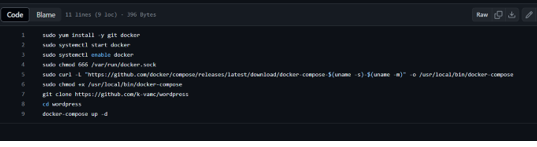 Code Blame 11 lines (9 loc) · 396 Bytes Raw
1 sudo yum install -y git docker
2 sudo systemctl start docker
3 sudo systemctl enable docker
4 sudo chmod 666 /var/run/docker.sock
5 sudo curl -L "https://github.com/docker/compose/releases/latest/download/docker-compose-$(uname -s)-$(uname -m)" -o /usr/local/bin/docker-compose
6 sudo chmod +x /usr/local/bin/docker-compose
7 git clone https://github.com/k-vamc/wordpress
8 cd wordpress
9 docker-compose up -d